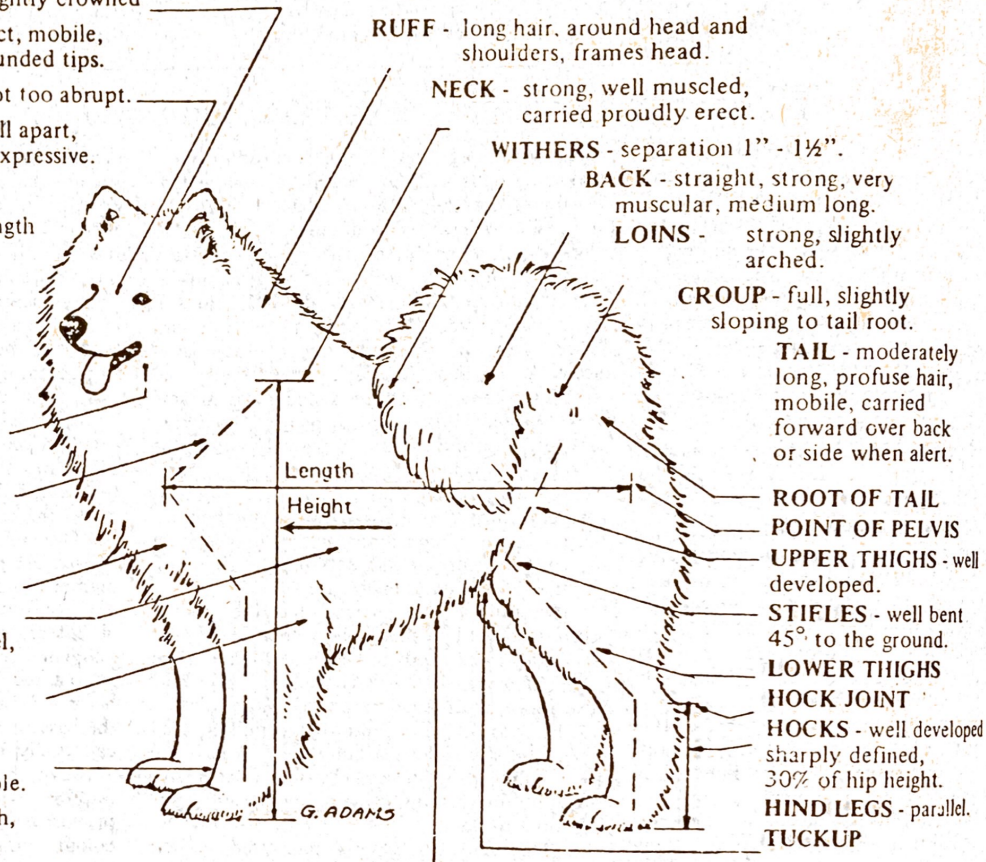 ghtly crowned
ct, mobile,
unded tips.
ot too abrupt.
ll apart,
xpressive.
ngth
el,
ole.
h,
RUFF - long hair, around head and
shoulders, frames head.
NECK - strong, well muscled,
carried proudly erect.
WITHERS - separation 1” - 1½”.
BACK - straight, strong, very
muscular, medium long.
LOINS - strong, slightly
arched.
CROUP - full, slightly
sloping to tail root.
TAIL - moderately
long, profuse hair,
mobile, carried
forward over back
or side when alert.
Length
Height
ROOT OF TAIL
POINT OF PELVIS
UPPER THIGHS - well
developed.
STIFLES - well bent
45° to the ground.
LOWER THIGHS
HOCK JOINT
HOCKS - well developed
sharply defined,
30% of hip height.
HIND LEGS - parallel.
TUCKUP
G. ADAMS